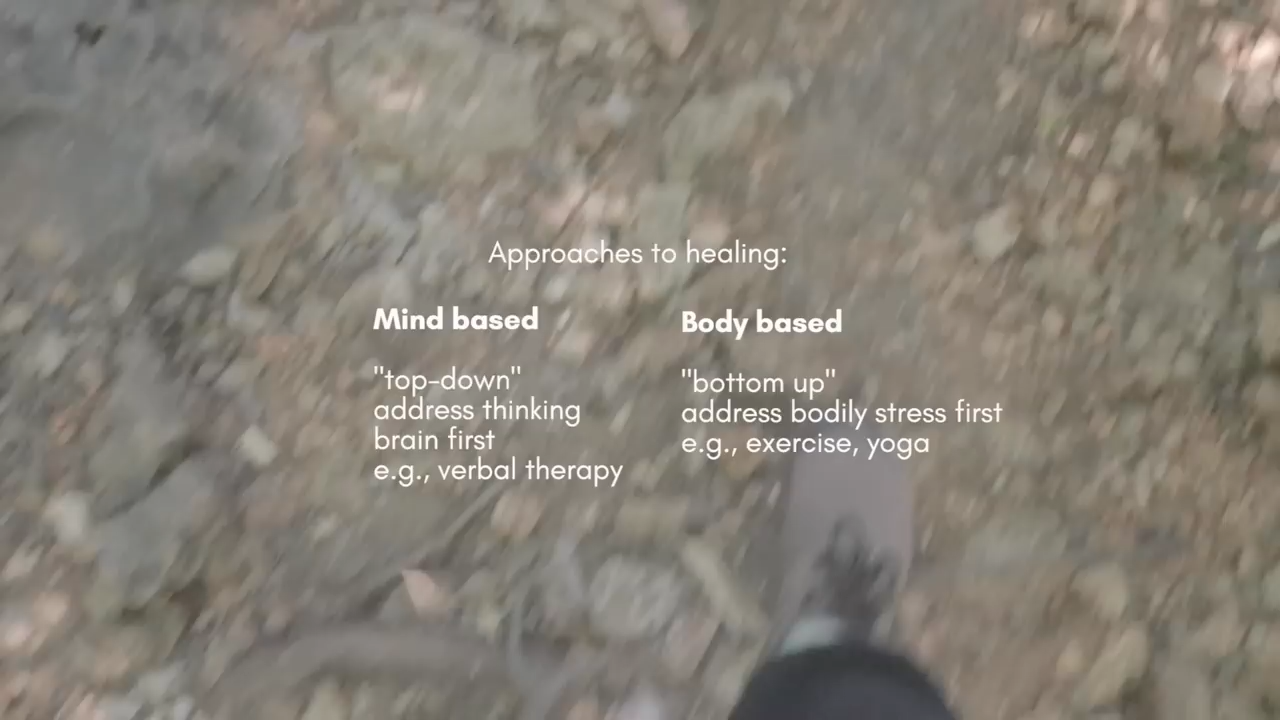 Approaches to healing:
Mind based
"top-down"
address thinking
brain first
e.g., verbal therapy
Body based
"bottom up"
address bodily stress first
e.g., exercise, yoga